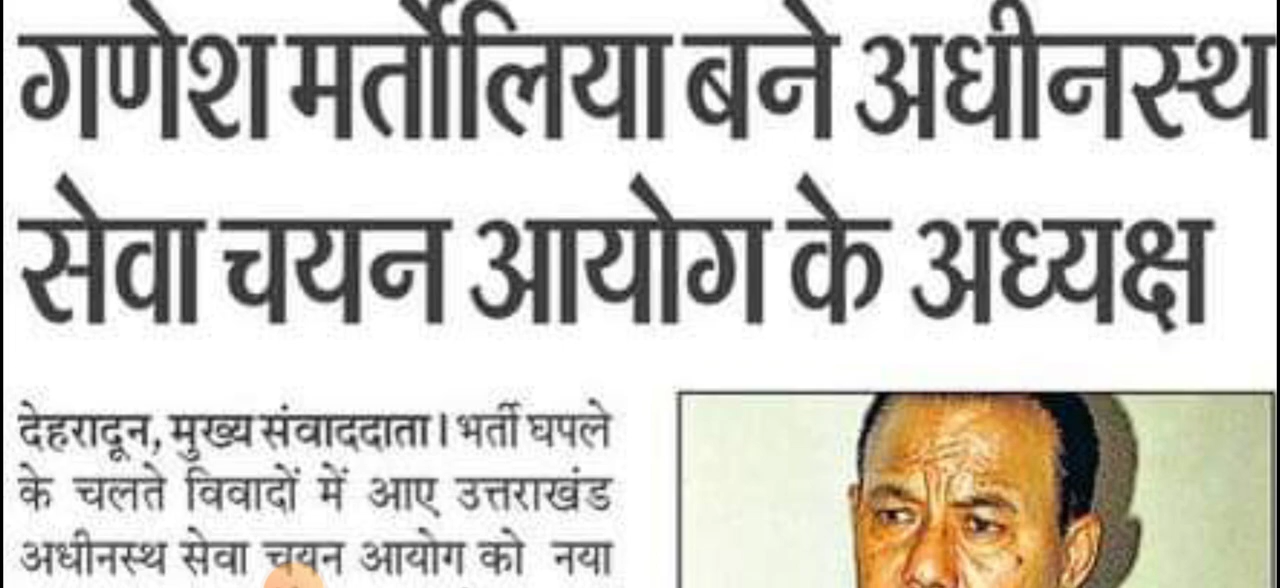 गणेश मर्तोलिया बने अधीनस्थ
सेवा चयन आयोग के अध्यक्ष
देहरादून, मुख्य संवाददाता। भर्ती घपले
के चलते विवादों में आए उत्तराखंड
अधीनस्थ सेवा चयन आयोग को नया